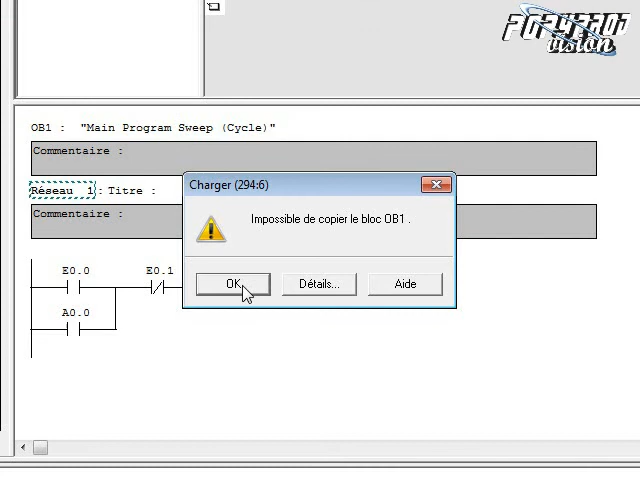 vision
OB1 : "Main Program Sweep (Cycle)"
Commentaire :
Réseau 1 : Titre :
Commentaire :
Charger (294:6)
Impossible de copier le bloc OB1 .
OK
Détails...
Aide
E0.0
E0.1
A0.0